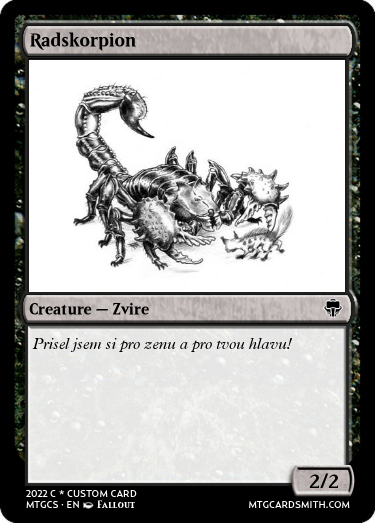 Radskorpion
Creature — Zvire
Prisel jsem si pro zenu a pro tvou hlavu!
2/2
2022 C * CUSTOM CARD
MTGCS · EN Fallout
MTGCARDSMITH.COM